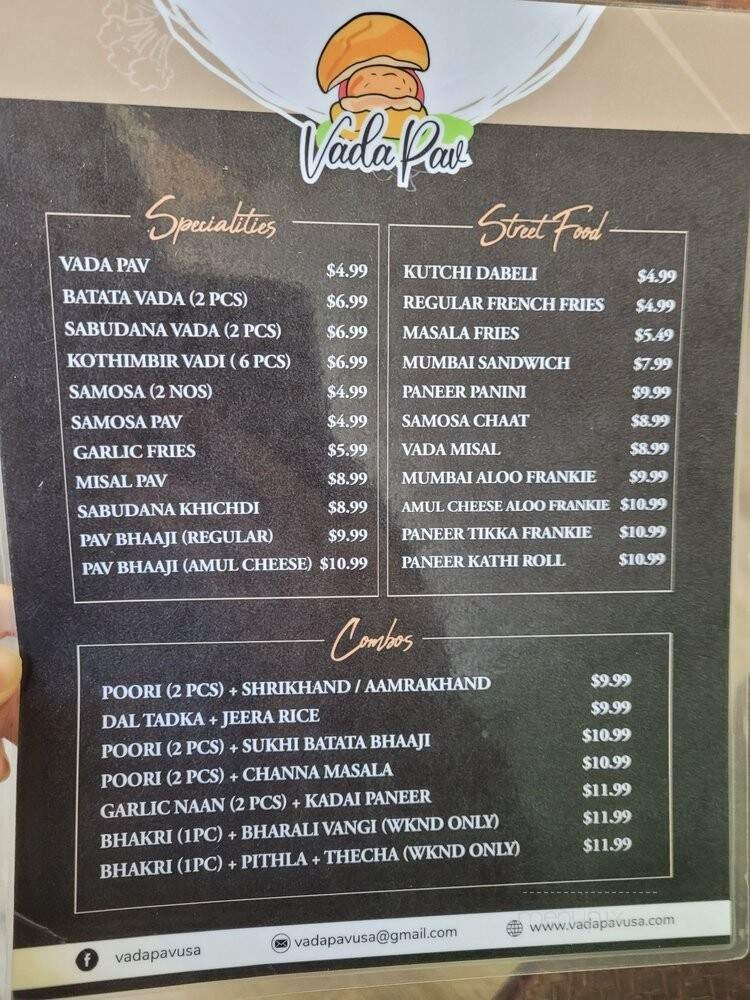 Vada Pav
Specialities
VADA PAV $4.99
BATATA VADA (2 PCS) $6.99
SABUDANA VADA (2 PCS) $6.99
KOTHIMBIR VADI ( 6 PCS) $6.99
SAMOSA (2 NOS) $4.99
SAMOSA PAV $4.99
GARLIC FRIES $5.99
MISAL PAV $8.99
SABUDANA KHICHDI $8.99
PAV BHAAJI (REGULAR) $9.99
PAV BHAAJI (AMUL CHEESE) $10.99
Street Food
KUTCHI DABELI $4.99
REGULAR FRENCH FRIES $4.99
MASALA FRIES $5.49
MUMBAI SANDWICH $7.99
PANEER PANINI $9.99
SAMOSA CHAAT $8.99
VADA MISAL $8.99
MUMBAI ALOO FRANKIE $9.99
AMUL CHEESE ALOO FRANKIE $10.99
PANEER TIKKA FRANKIE $10.99
PANEER KATHI ROLL $10.99
Combos
POORI (2 PCS) + SHRIKHAND / AAMRAKHAND $9.99
DAL TADKA + JEERA RICE $9.99
POORI (2 PCS) + SUKHI BATATA BHAAJI $10.99
POORI (2 PCS) + CHANNA MASALA $10.99
GARLIC NAAN (2 PCS) + KADAI PANEER $11.99
BHAKRI (1PC) + BHARALI VANGI (WKND ONLY) $11.99
BHAKRI (1PC) + PITHLA + THECHA (WKND ONLY) $11.99
vadapavusa
vadapavusa@gmail.com
www.vadapavusa.com